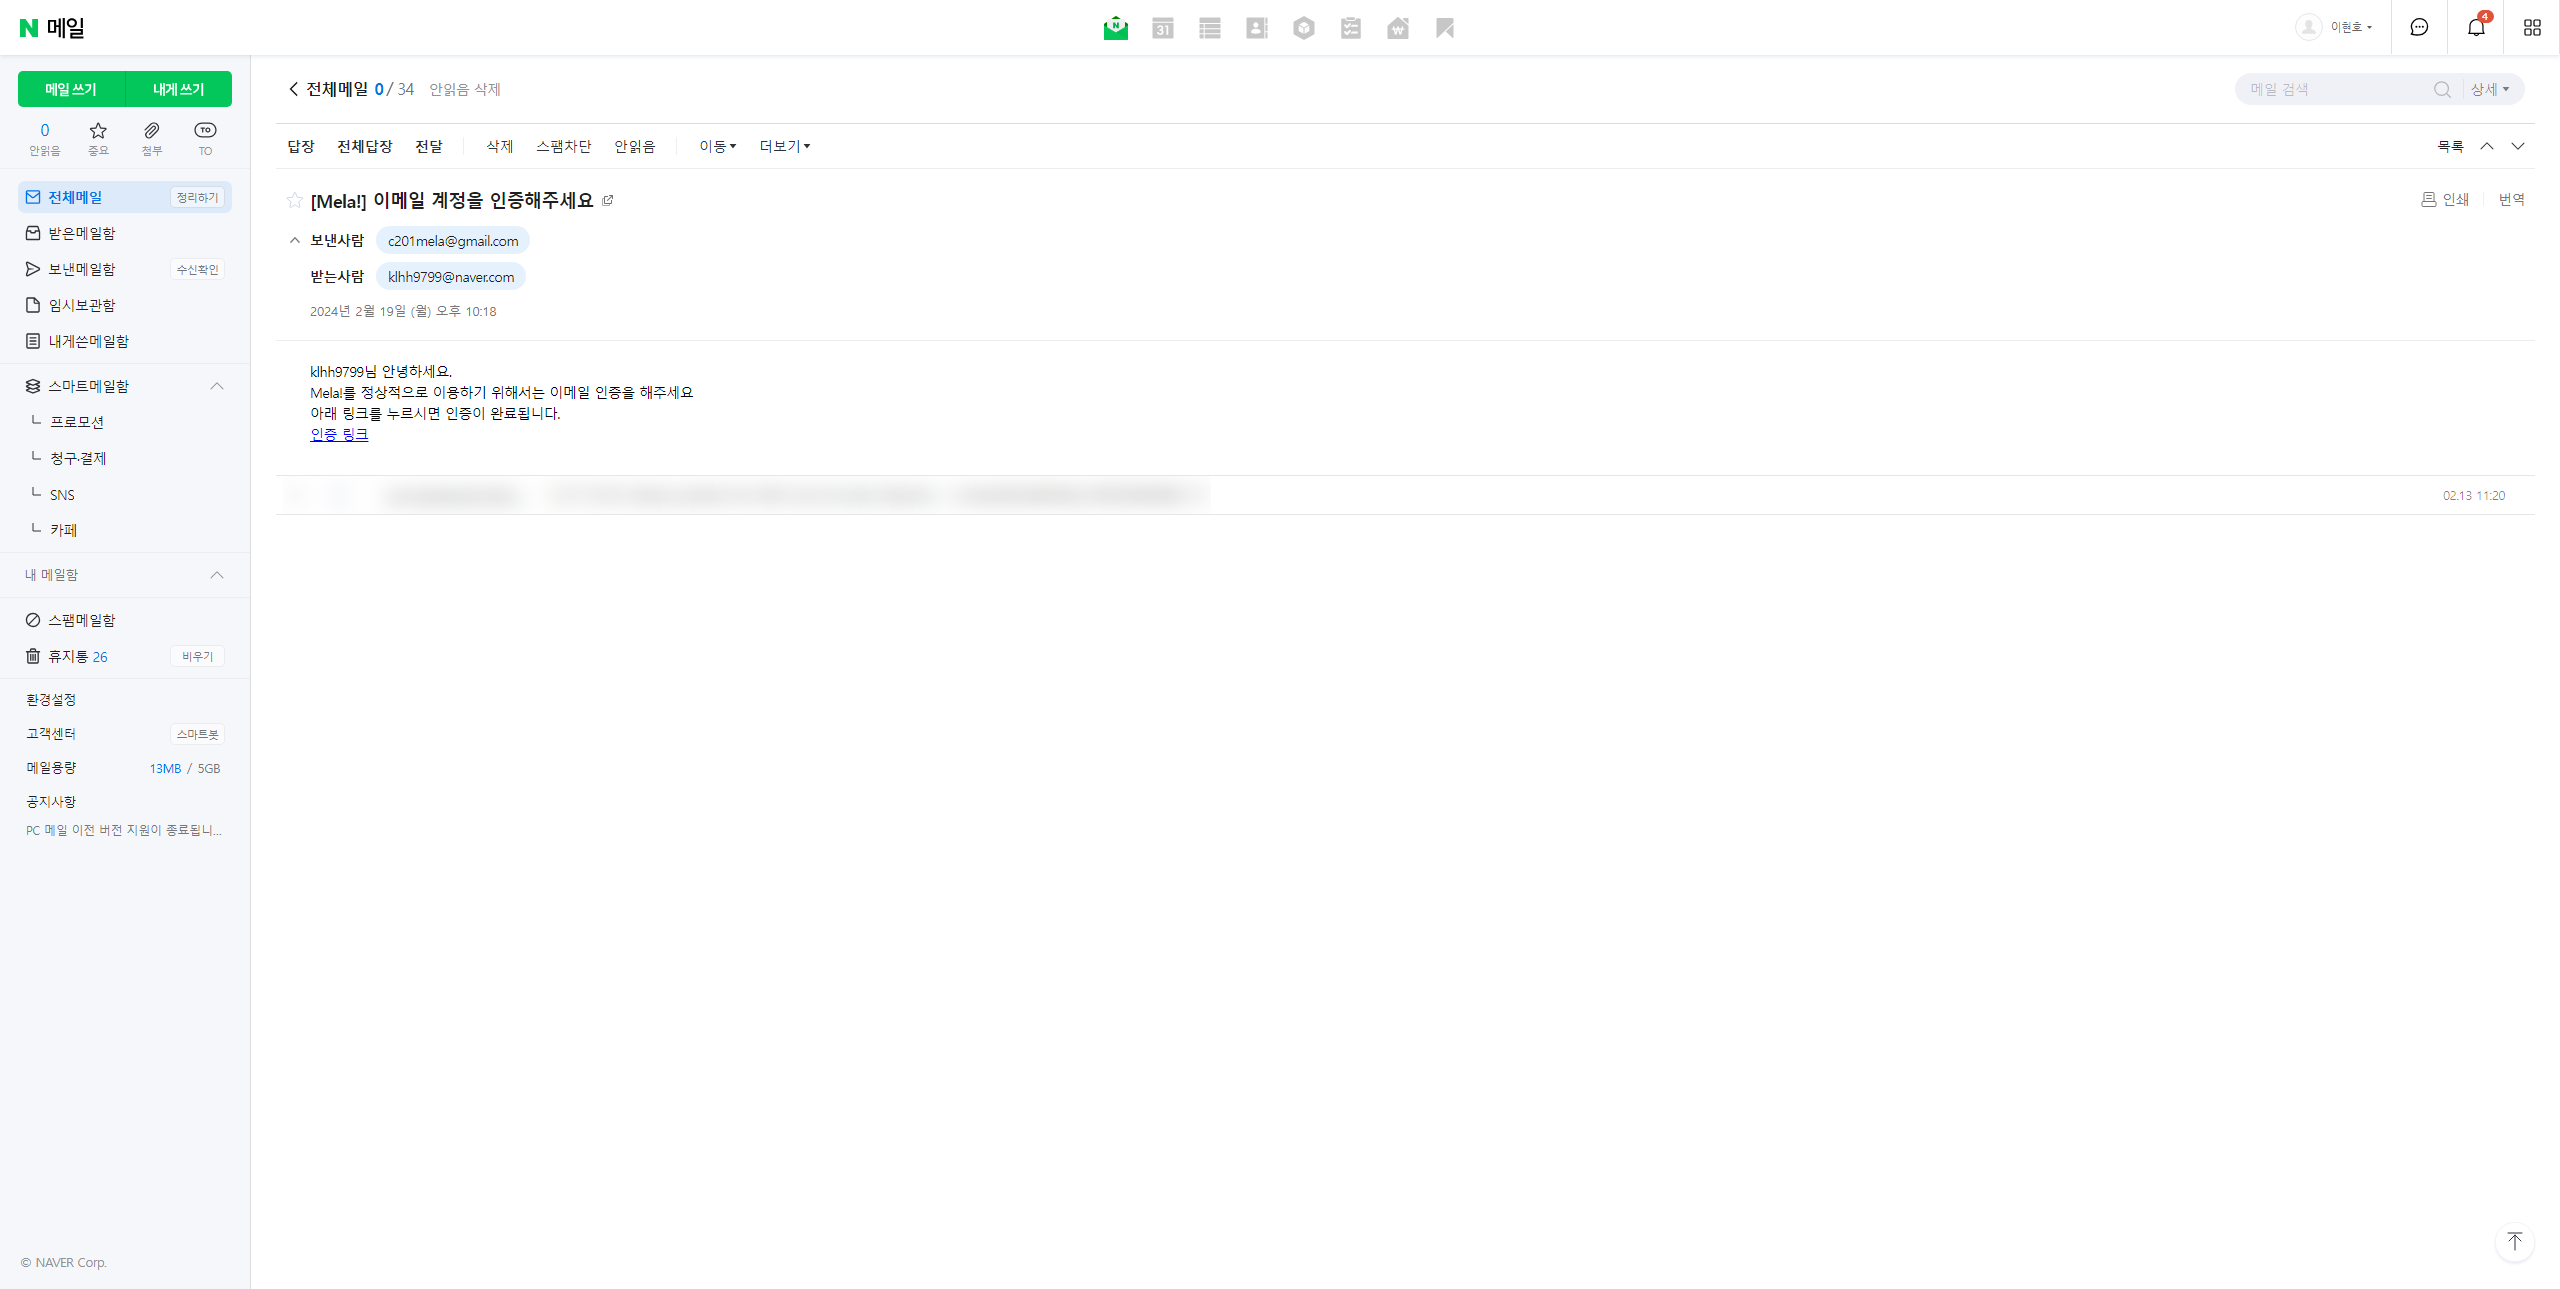 N 메일
31
이현호
4
메일 쓰기
내게 쓰기
0
안읽음
중요
첨부
TO
TO
전체메일
정리하기
받은메일함
보낸메일함
수신확인
임시보관함
내게쓴메일함
스마트메일함
프로모션
청구·결제
SNS
카페
내 메일함
스팸메일함
휴지통 26
비우기
환경설정
고객센터
스마트봇
메일용량
13MB / 5GB
공지사항
PC 메일 이전 버전 지원이 종료됩니...
© NAVER Corp.
전체메일 0 / 34 안읽음 삭제
메일 검색
상세
답장 전체답장 전달 삭제 스팸차단 안읽음 이동 더보기
목록
[Mela!] 이메일 계정을 인증해주세요
인쇄 번역
보낸사람 c201mela@gmail.com
받는사람 klhh9799@naver.com
2024년 2월 19일 (월) 오후 10:18
klhh9799님 안녕하세요.
Mela!를 정상적으로 이용하기 위해서는 이메일 인증을 해주세요
아래 링크를 누르시면 인증이 완료됩니다.
인증 링크
02.13 11:20